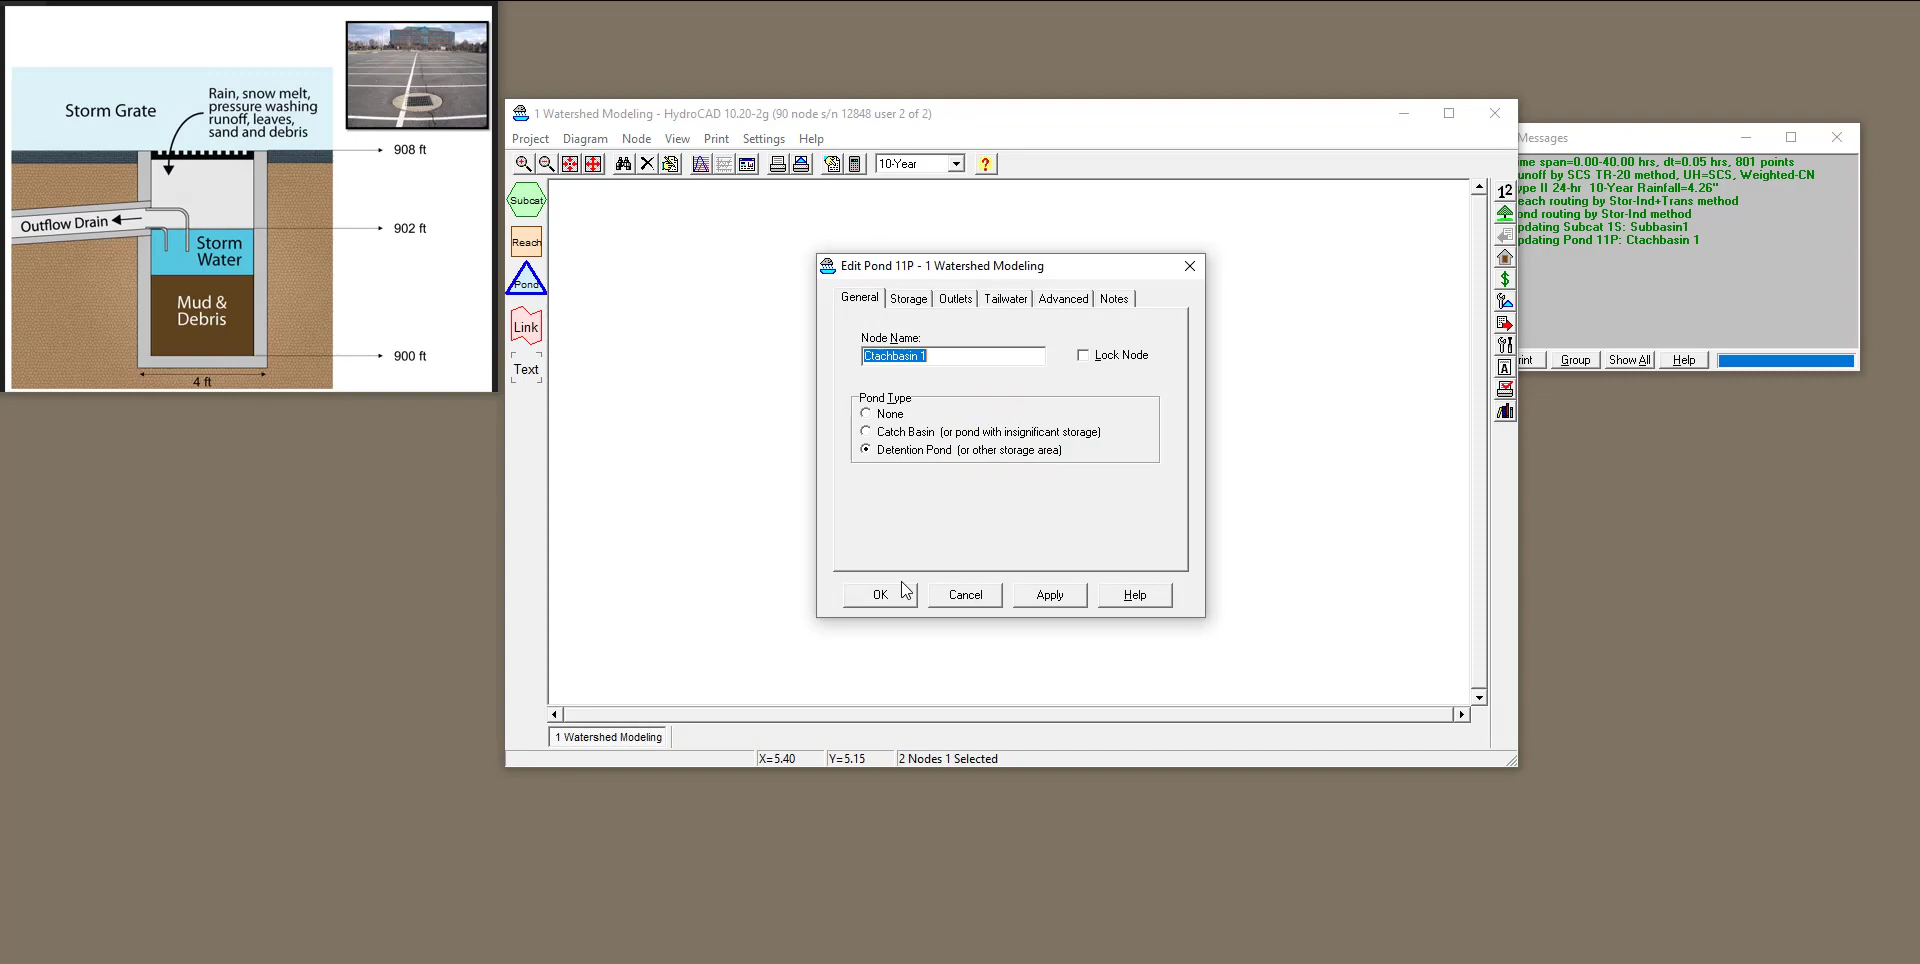 Storm Grate
Rain, snow melt,
pressure washing
runoff, leaves,
sand and debris
908 ft
Outflow Drain
902 ft
Storm
Water
Mud &
Debris
900 ft
4 ft
1 Watershed Modeling - HydroCAD 10.20-2g (90 node s/n 12848 user 2 of 2)
Project Diagram Node View Print Settings Help
10-Year
?
Subcat
Reach
Pond
Link
Text
12
$
A
Edit Pond 11P - 1 Watershed Modeling
General Storage Outlets Tailwater Advanced Notes
Node Name:
Ctachbasin 1
Lock Node
Pond Type
None
Catch Basin (or pond with insignificant storage)
Detention Pond (or other storage area)
OK Cancel Apply Help
1 Watershed Modeling
X=5.40 Y=5.15 2 Nodes 1 Selected
Messages
ime span=0.00-40.00 hrs, dt=0.05 hrs, 801 points
unoff by SCS TR-20 method, UH=SCS, Weighted-CN
ype II 24-hr 10-Year Rainfall=4.26"
each routing by Stor-Ind+Trans method
ond routing by Stor-Ind method
pdating Subcat 1S: Subbasin1
pdating Pond 11P: Ctachbasin 1
rint Group Show All Help